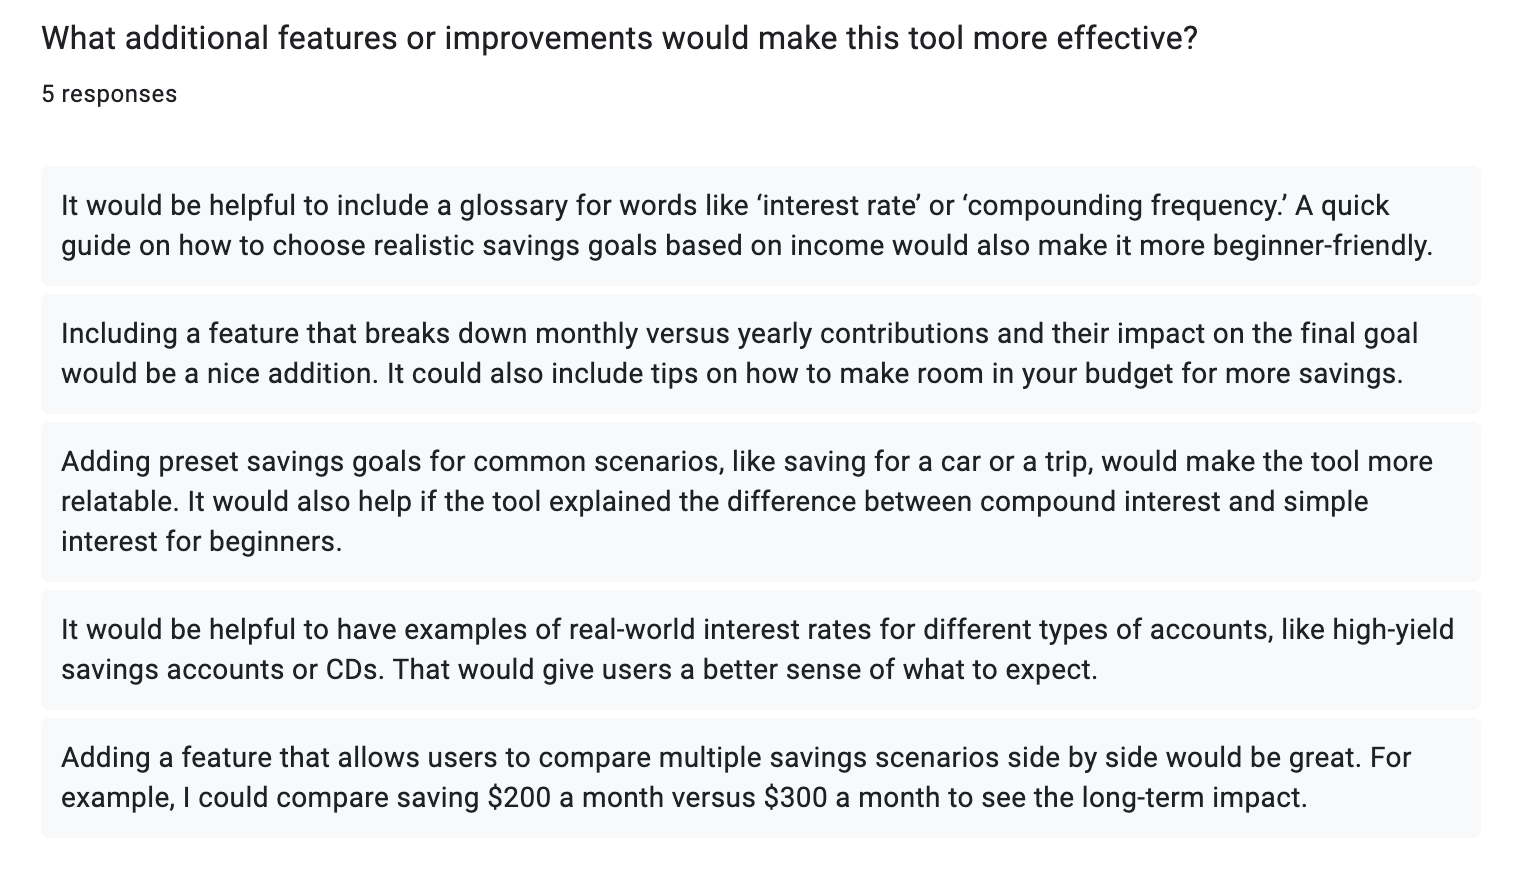 What additional features or improvements would make this tool more effective?
5 responses
It would be helpful to include a glossary for words like ‘interest rate’ or ‘compounding frequency.’ A quick
guide on how to choose realistic savings goals based on income would also make it more beginner-friendly.
Including a feature that breaks down monthly versus yearly contributions and their impact on the final goal
would be a nice addition. It could also include tips on how to make room in your budget for more savings.
Adding preset savings goals for common scenarios, like saving for a car or a trip, would make the tool more
relatable. It would also help if the tool explained the difference between compound interest and simple
interest for beginners.
It would be helpful to have examples of real-world interest rates for different types of accounts, like high-yield
savings accounts or CDs. That would give users a better sense of what to expect.
Adding a feature that allows users to compare multiple savings scenarios side by side would be great. For
example, I could compare saving $200 a month versus $300 a month to see the long-term impact.